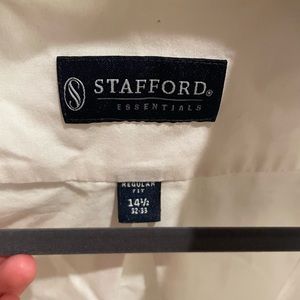 STAFFORD®
ESSENTIALS
REGULAR
FIT
14½
32-33